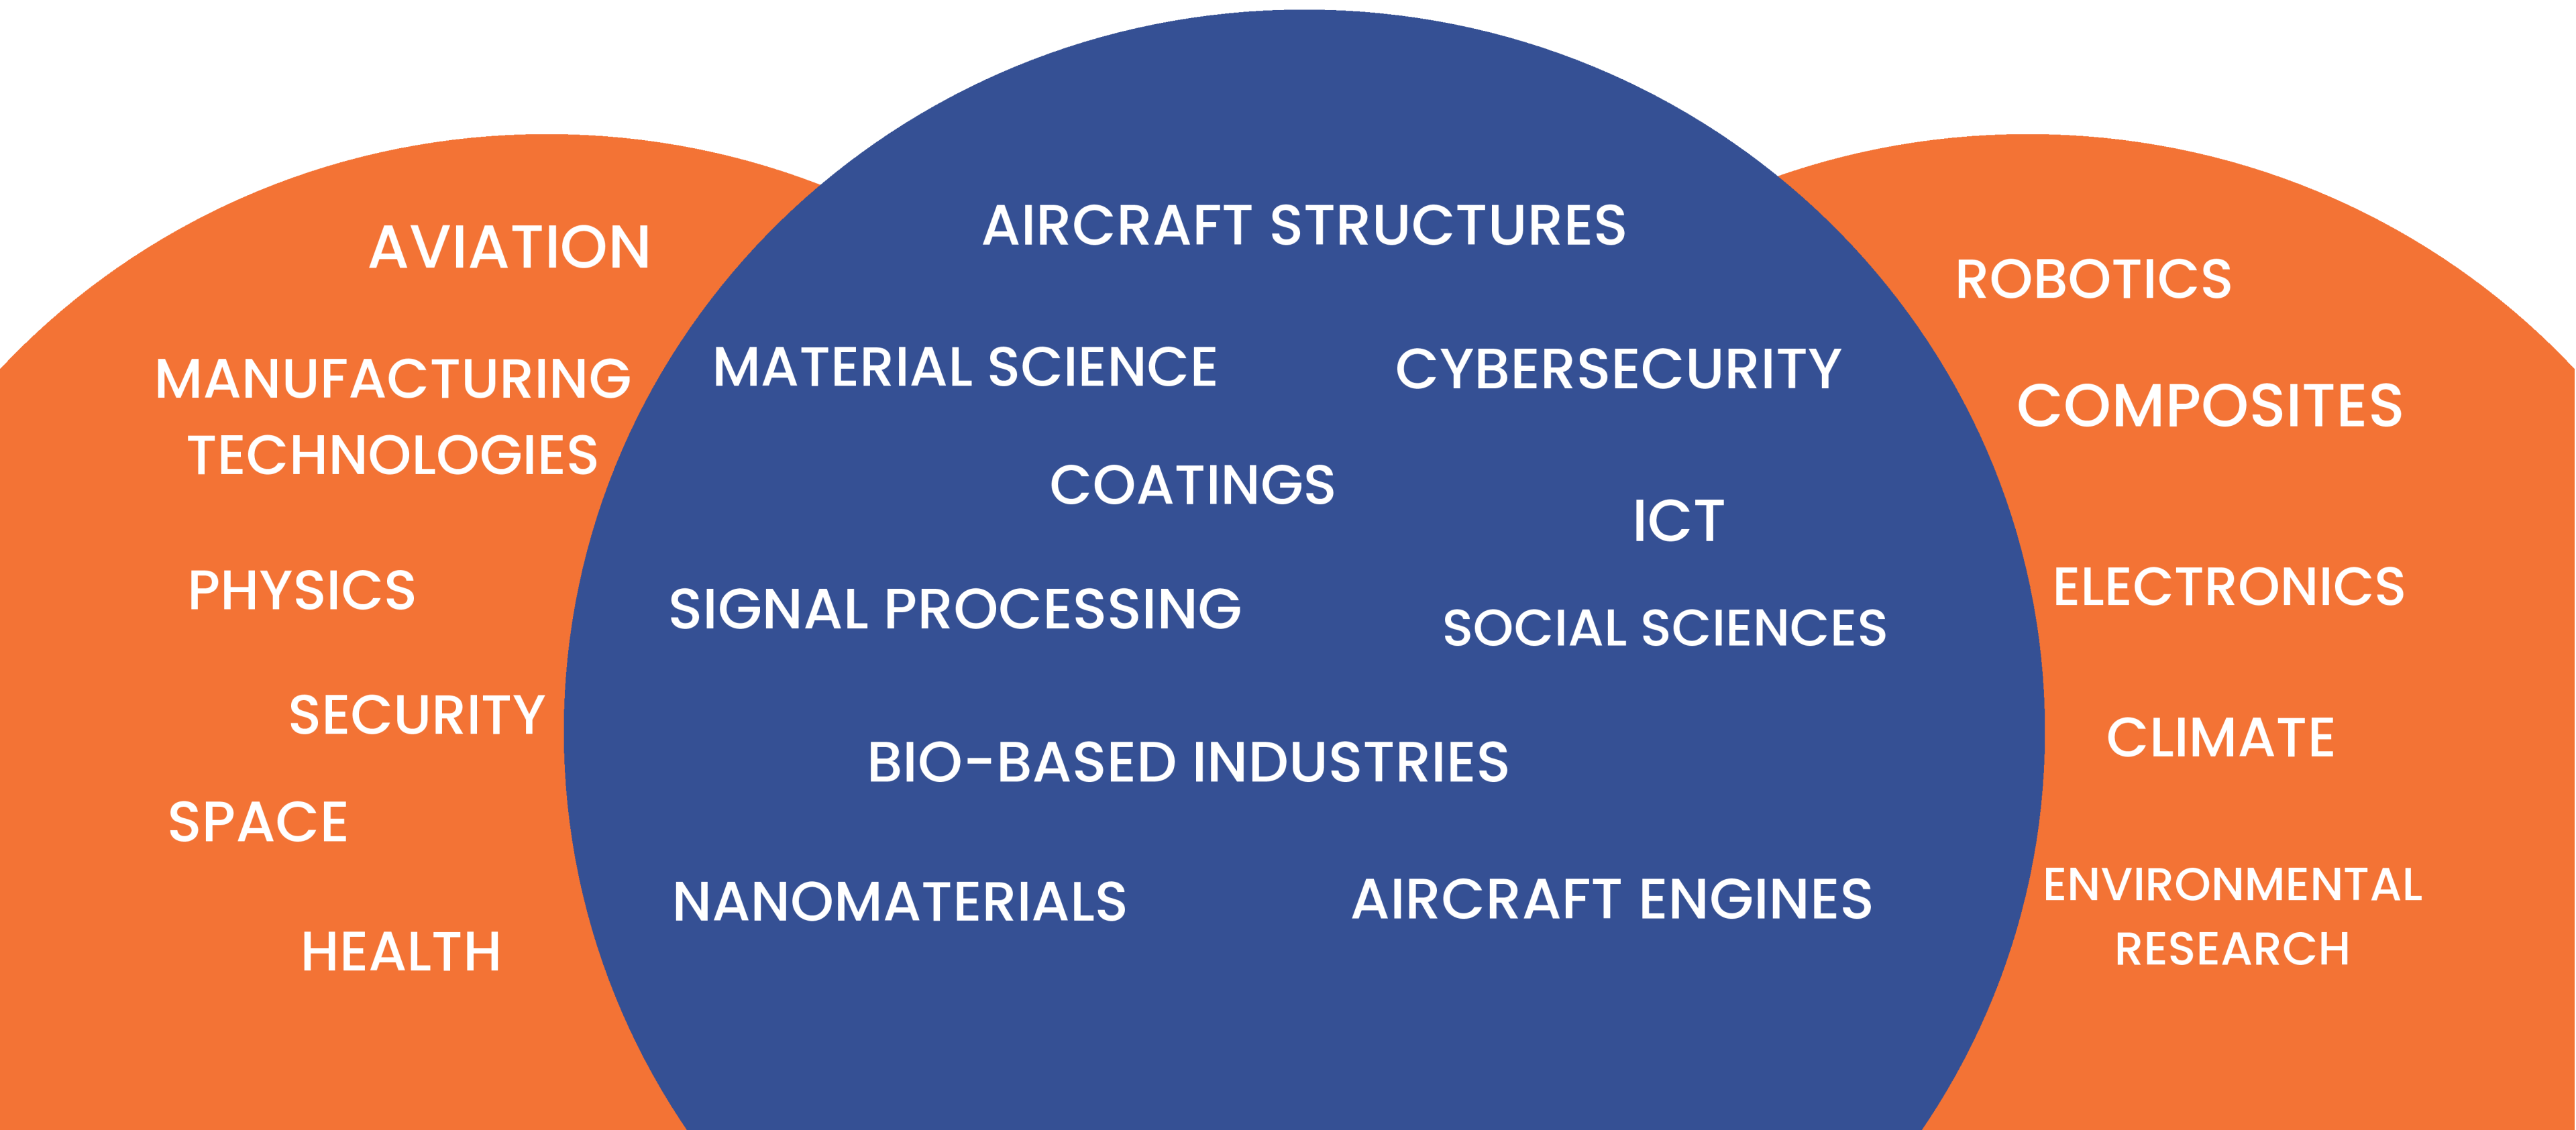 AVIATION
MANUFACTURING
TECHNOLOGIES
PHYSICS
SECURITY
SPACE
HEALTH
AIRCRAFT STRUCTURES
MATERIAL SCIENCE
CYBERSECURITY
COATINGS
ICT
SIGNAL PROCESSING
SOCIAL SCIENCES
BIO-BASED INDUSTRIES
NANOMATERIALS
AIRCRAFT ENGINES
ROBOTICS
COMPOSITES
ELECTRONICS
CLIMATE
ENVIRONMENTAL
RESEARCH